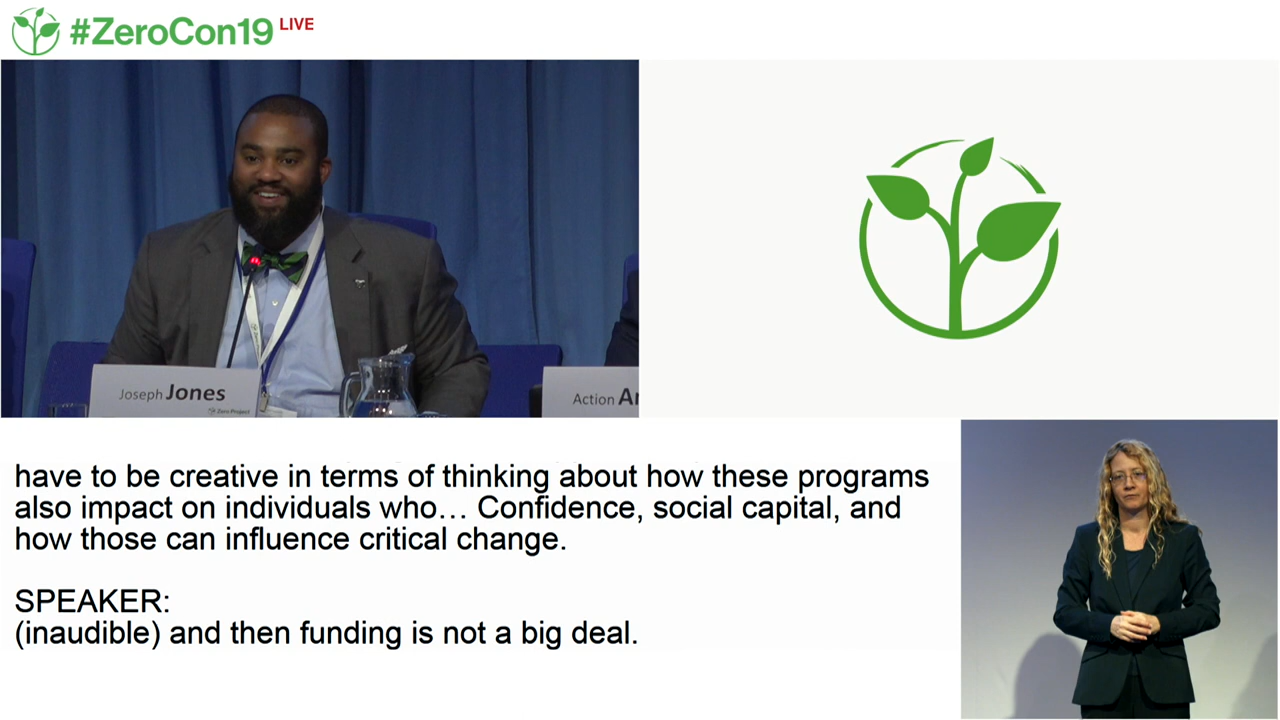 #ZeroCon19 LIVE
Joseph Jones
Zero Project
Action
have to be creative in terms of thinking about how these programs
also impact on individuals who… Confidence, social capital, and
how those can influence critical change.
SPEAKER:
(inaudible) and then funding is not a big deal.